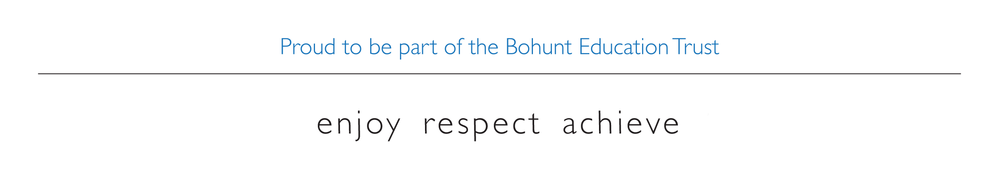 Proud to be part of the Bohunt Education Trust
enjoy respect achieve